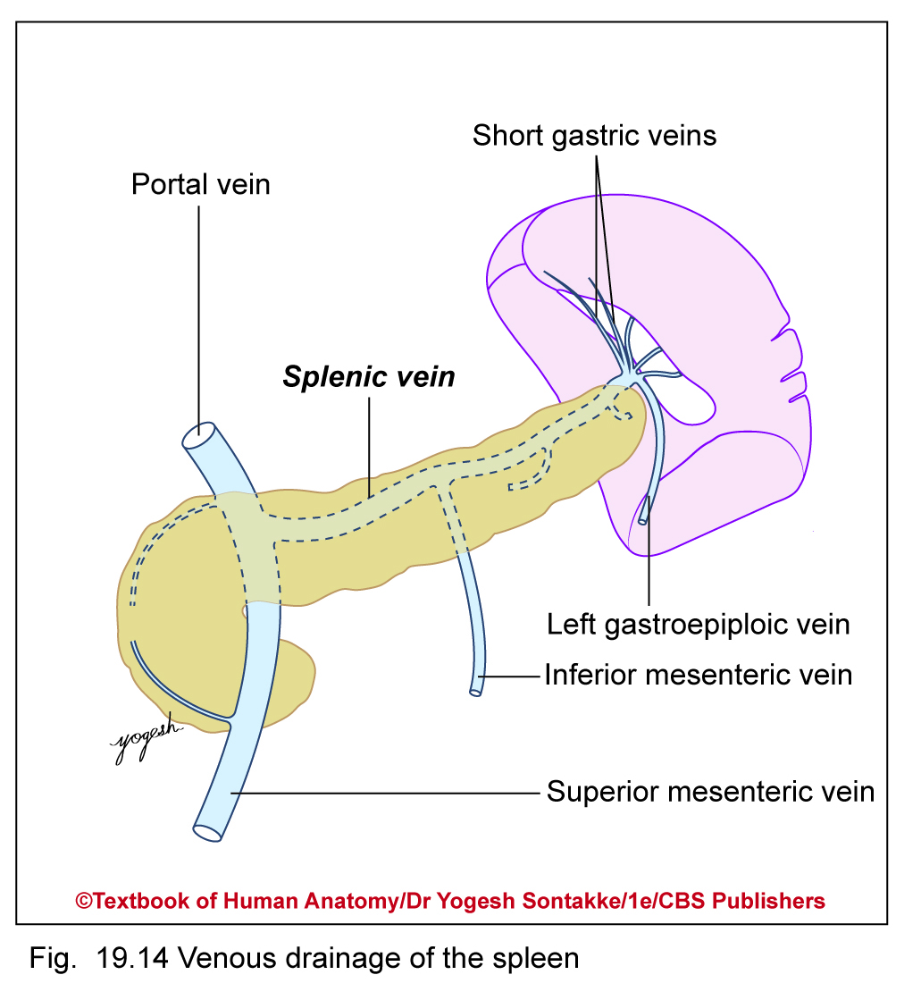 Short gastric veins
Portal vein
Splenic vein
Left gastroepiploic vein
Inferior mesenteric vein
yogesh
Superior mesenteric vein
©Textbook of Human Anatomy/Dr Yogesh Sontakke/1e/CBS Publishers
Fig. 19.14 Venous drainage of the spleen